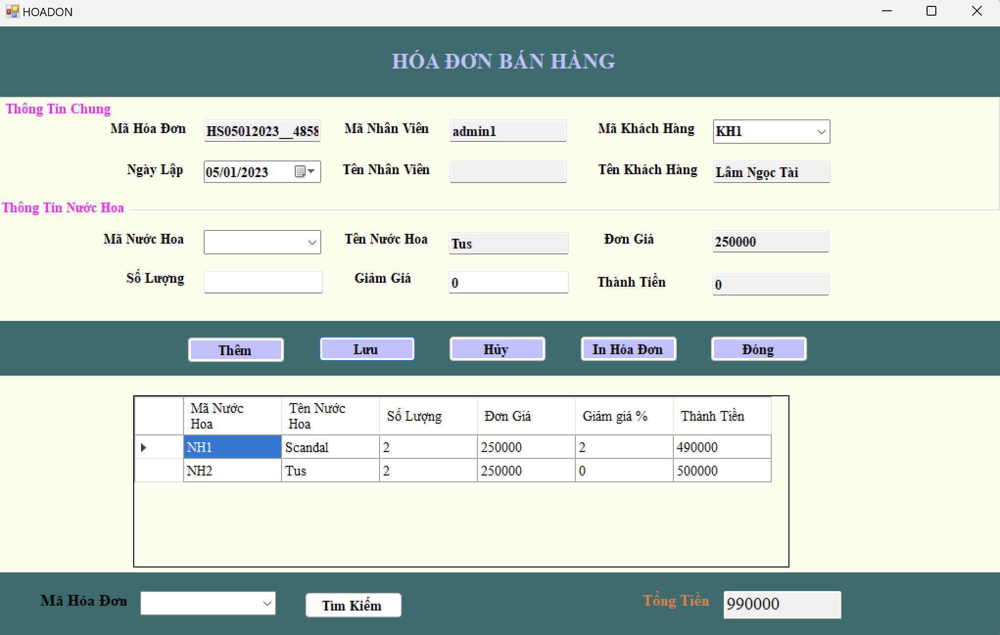 HOADON
HÓA ĐƠN BÁN HÀNG
Thông Tin Chung
Mã Hóa Đơn HS05012023__4858 Mã Nhân Viên admin1 Mã Khách Hàng KH1
Ngày Lập 05/01/2023 Tên Nhân Viên Tên Khách Hàng Lâm Ngọc Tài
Thông Tin Nước Hoa
Mã Nước Hoa Tên Nước Hoa Tus Đơn Giá 250000
Số Lượng Giảm Giá 0 Thành Tiền 0
Thêm Lưu Hủy In Hóa Đơn Đóng
Mã Nước Hoa Tên Nước Hoa Số Lượng Đơn Giá Giảm giá % Thành Tiền
NH1 Scandal 2 250000 2 490000
NH2 Tus 2 250000 0 500000
Mã Hóa Đơn Tìm Kiếm Tổng Tiền 990000